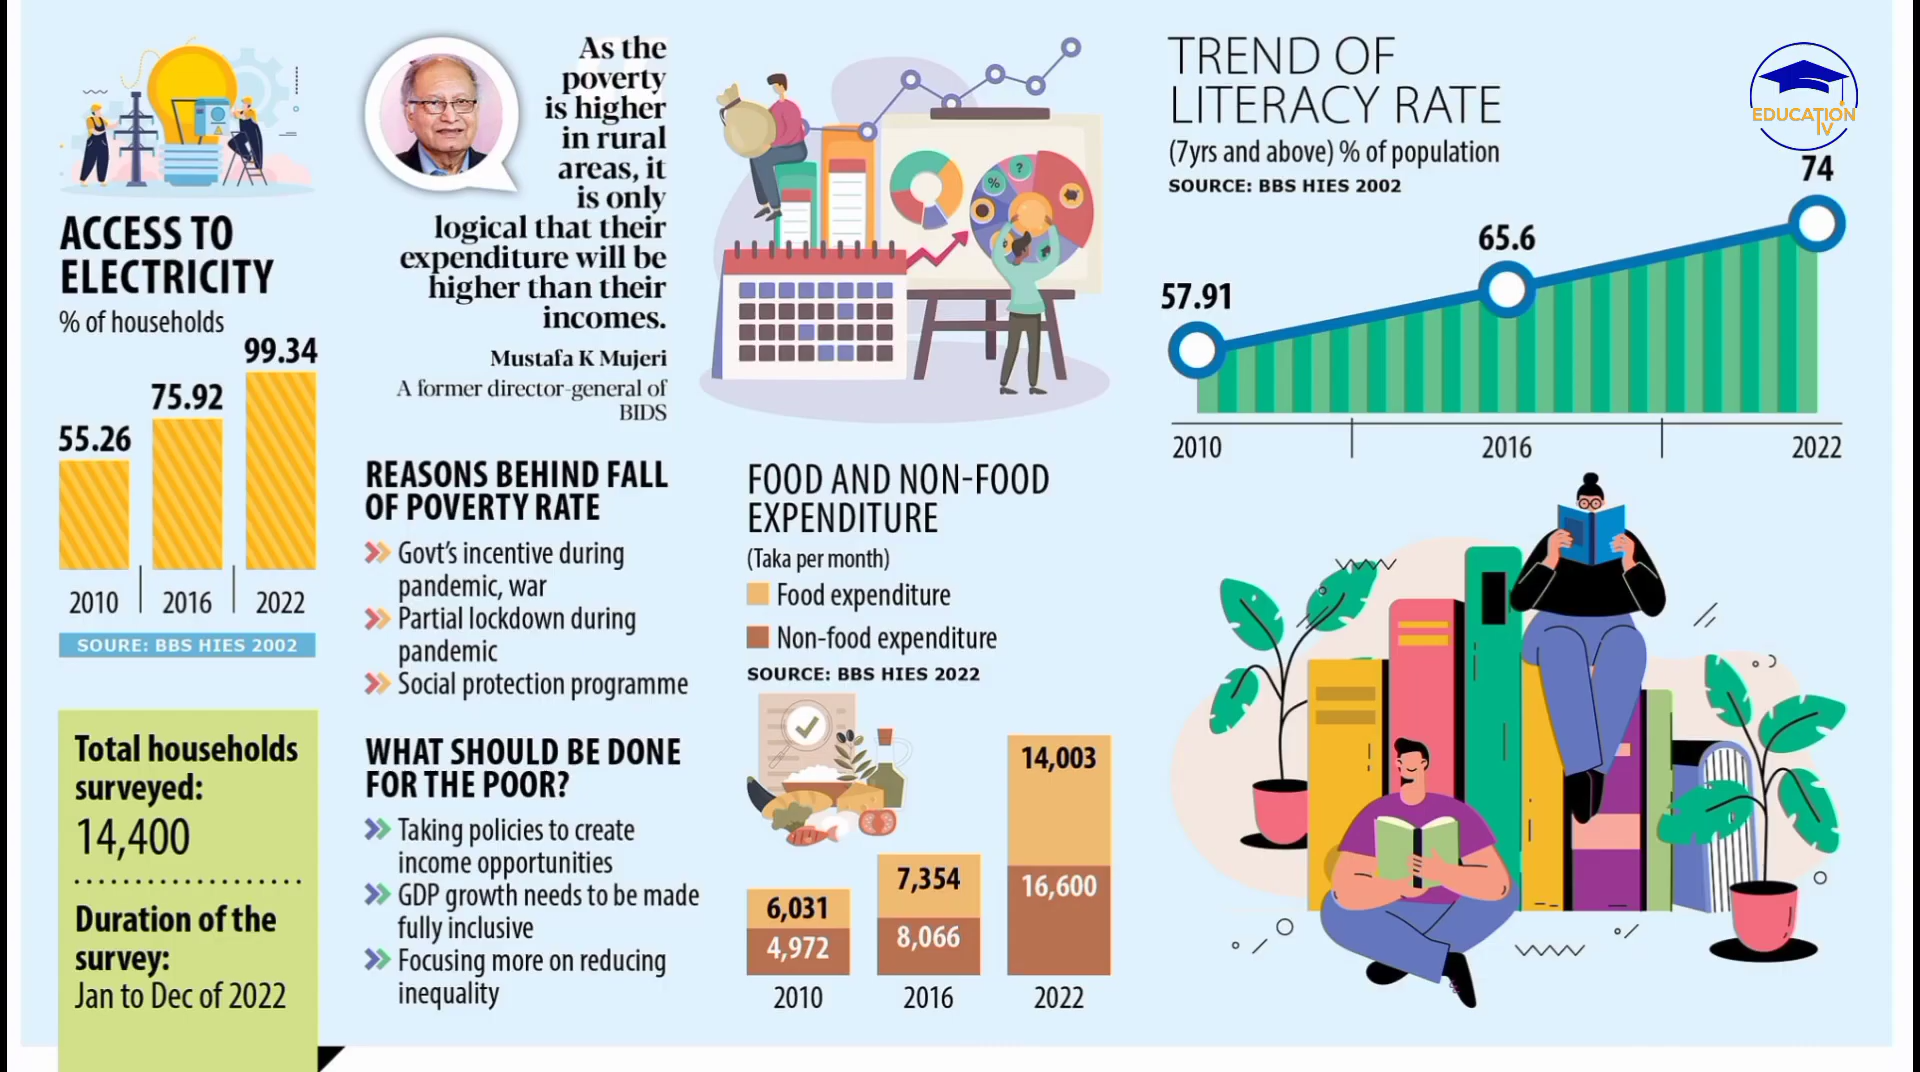 ACCESS TO
ELECTRICITY
% of households
55.26
75.92
99.34
2010
2016
2022
SOURE: BBS HIES 2002
Total households
surveyed:
14,400
Duration of the
survey:
Jan to Dec of 2022
As the
poverty
is higher
in rural
areas, it
is only
logical that their
expenditure will be
higher than their
incomes.
Mustafa K Mujeri
A former director-general of
BIDS
REASONS BEHIND FALL
OF POVERTY RATE
Govt's incentive during
pandemic, war
Partial lockdown during
pandemic
Social protection programme
WHAT SHOULD BE DONE
FOR THE POOR?
Taking policies to create
income opportunities
GDP growth needs to be made
fully inclusive
Focusing more on reducing
inequality
%
?
FOOD AND NON-FOOD
EXPENDITURE
(Taka per month)
Food expenditure
Non-food expenditure
SOURCE: BBS HIES 2022
6,031
4,972
7,354
8,066
14,003
16,600
2010
2016
2022
TREND OF
LITERACY RATE
(7yrs and above) % of population
SOURCE: BBS HIES 2002
57.91
65.6
74
2010
2016
2022
EDUCATION
TV